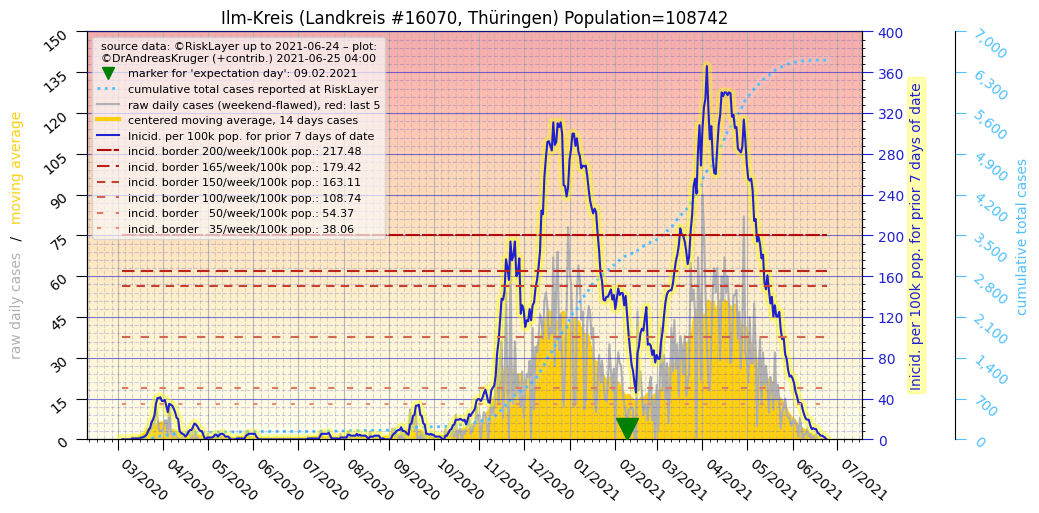 Ilm-Kreis (Landkreis #16070, Thüringen) Population=108742
source data: ©RiskLayer up to 2021-06-24 – plot:
©DrAndreasKruger (+contrib.) 2021-06-25 04:00
marker for 'expectation day': 09.02.2021
cumulative total cases reported at RiskLayer
raw daily cases (weekend-flawed), red: last 5
centered moving average, 14 days cases
Inicid. per 100k pop. for prior 7 days of date
incid. border 200/week/100k pop.: 217.48
incid. border 165/week/100k pop.: 179.42
incid. border 150/week/100k pop.: 163.11
incid. border 100/week/100k pop.: 108.74
incid. border   50/week/100k pop.: 54.37
incid. border   35/week/100k pop.: 38.06
raw daily cases / moving average
150
135
120
105
90
75
60
45
30
15
0
03/2020
04/2020
05/2020
06/2020
07/2020
08/2020
09/2020
10/2020
11/2020
12/2020
01/2021
02/2021
03/2021
04/2021
05/2021
06/2021
07/2021
400
360
320
280
240
200
160
120
80
40
0
Inicid. per 100k pop. for prior 7 days of date
7,000
6,300
5,600
4,900
4,200
3,500
2,800
2,100
1,400
700
0
cumulative total cases